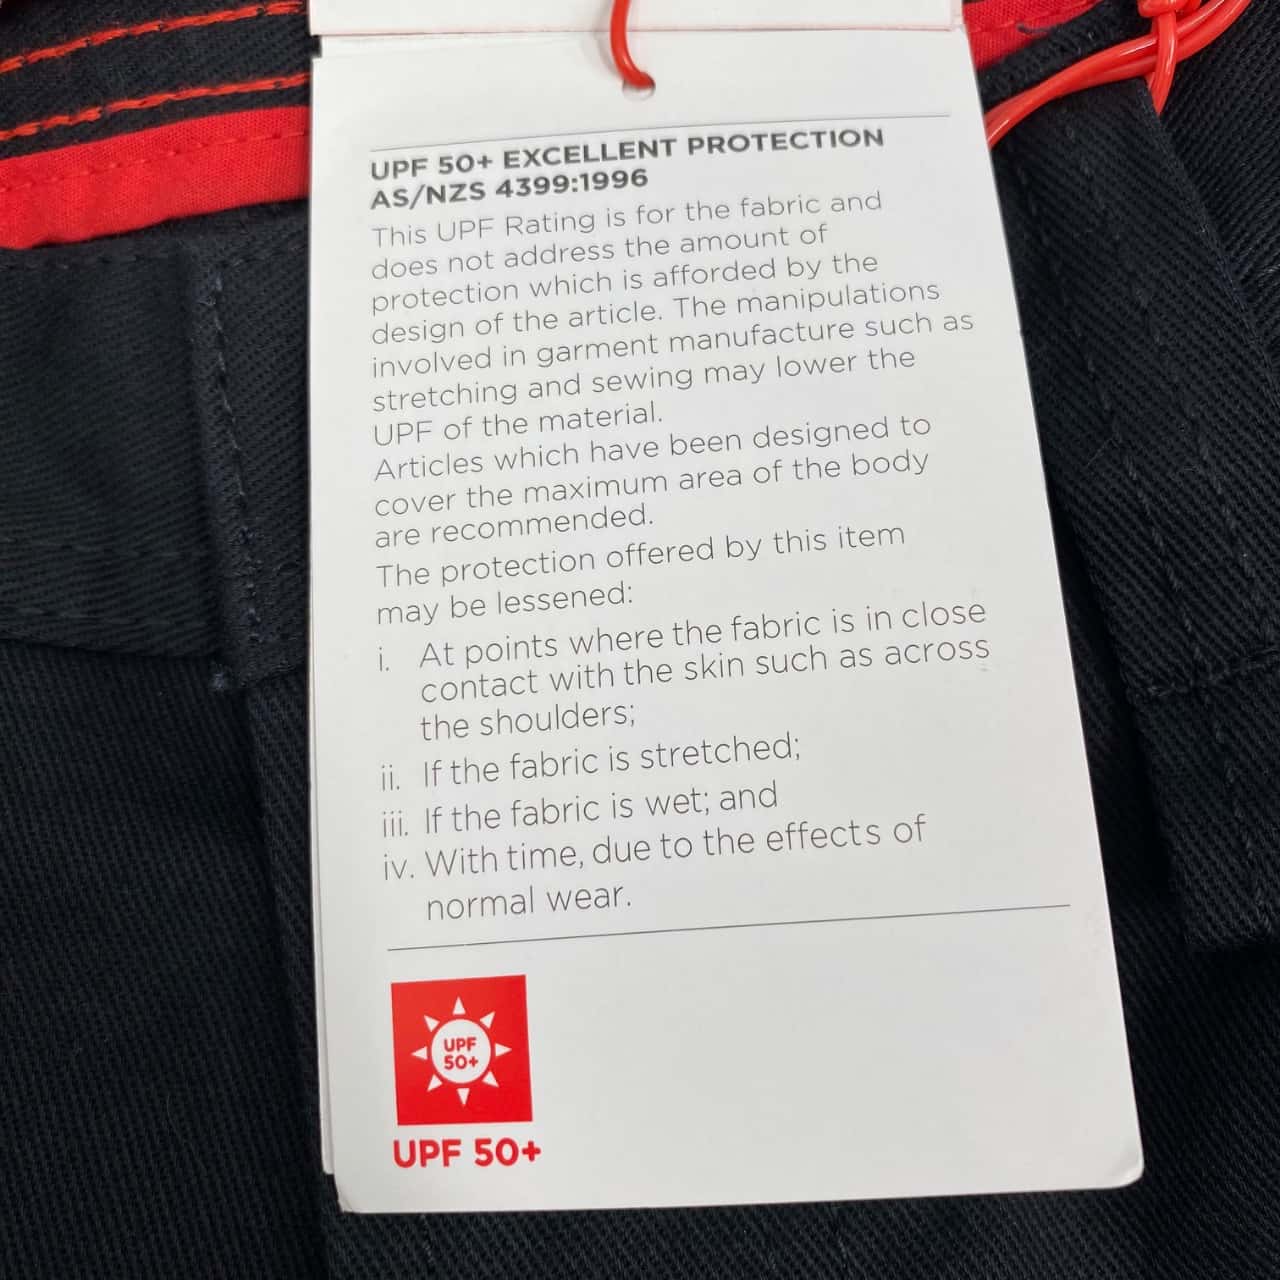 UPF 50+ EXCELLENT PROTECTION
AS/NZS 4399:1996
This UPF Rating is for the fabric and
does not address the amount of
protection which is afforded by the
design of the article. The manipulations
involved in garment manufacture such as
stretching and sewing may lower the
UPF of the material.
Articles which have been designed to
cover the maximum area of the body
are recommended.
The protection offered by this item
may be lessened:
i. At points where the fabric is in close
contact with the skin such as across
the shoulders;
ii. If the fabric is stretched;
iii. If the fabric is wet; and
iv. With time, due to the effects of
normal wear.
UPF
50+
UPF 50+